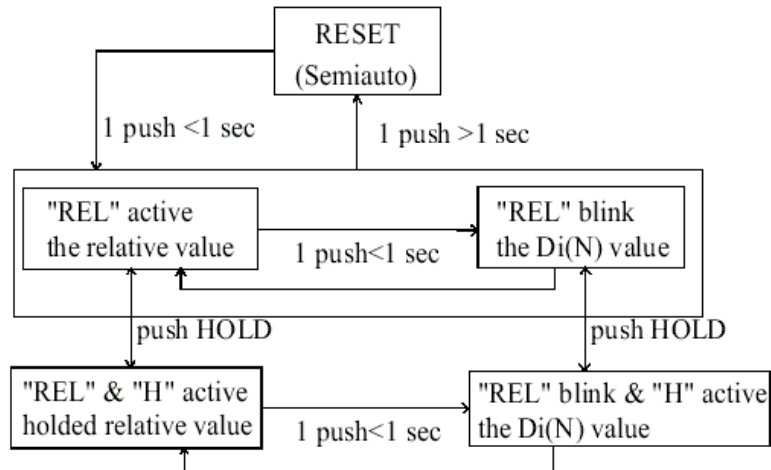 RESET
(Semiauto)
1 push <1 sec
1 push >1 sec
"REL" active
the relative value
1 push<1 sec
"REL" blink
the Di(N) value
push HOLD
push HOLD
"REL" & "H" active
holded relative value
1 push<1 sec
"REL" blink & "H" active
the Di(N) value